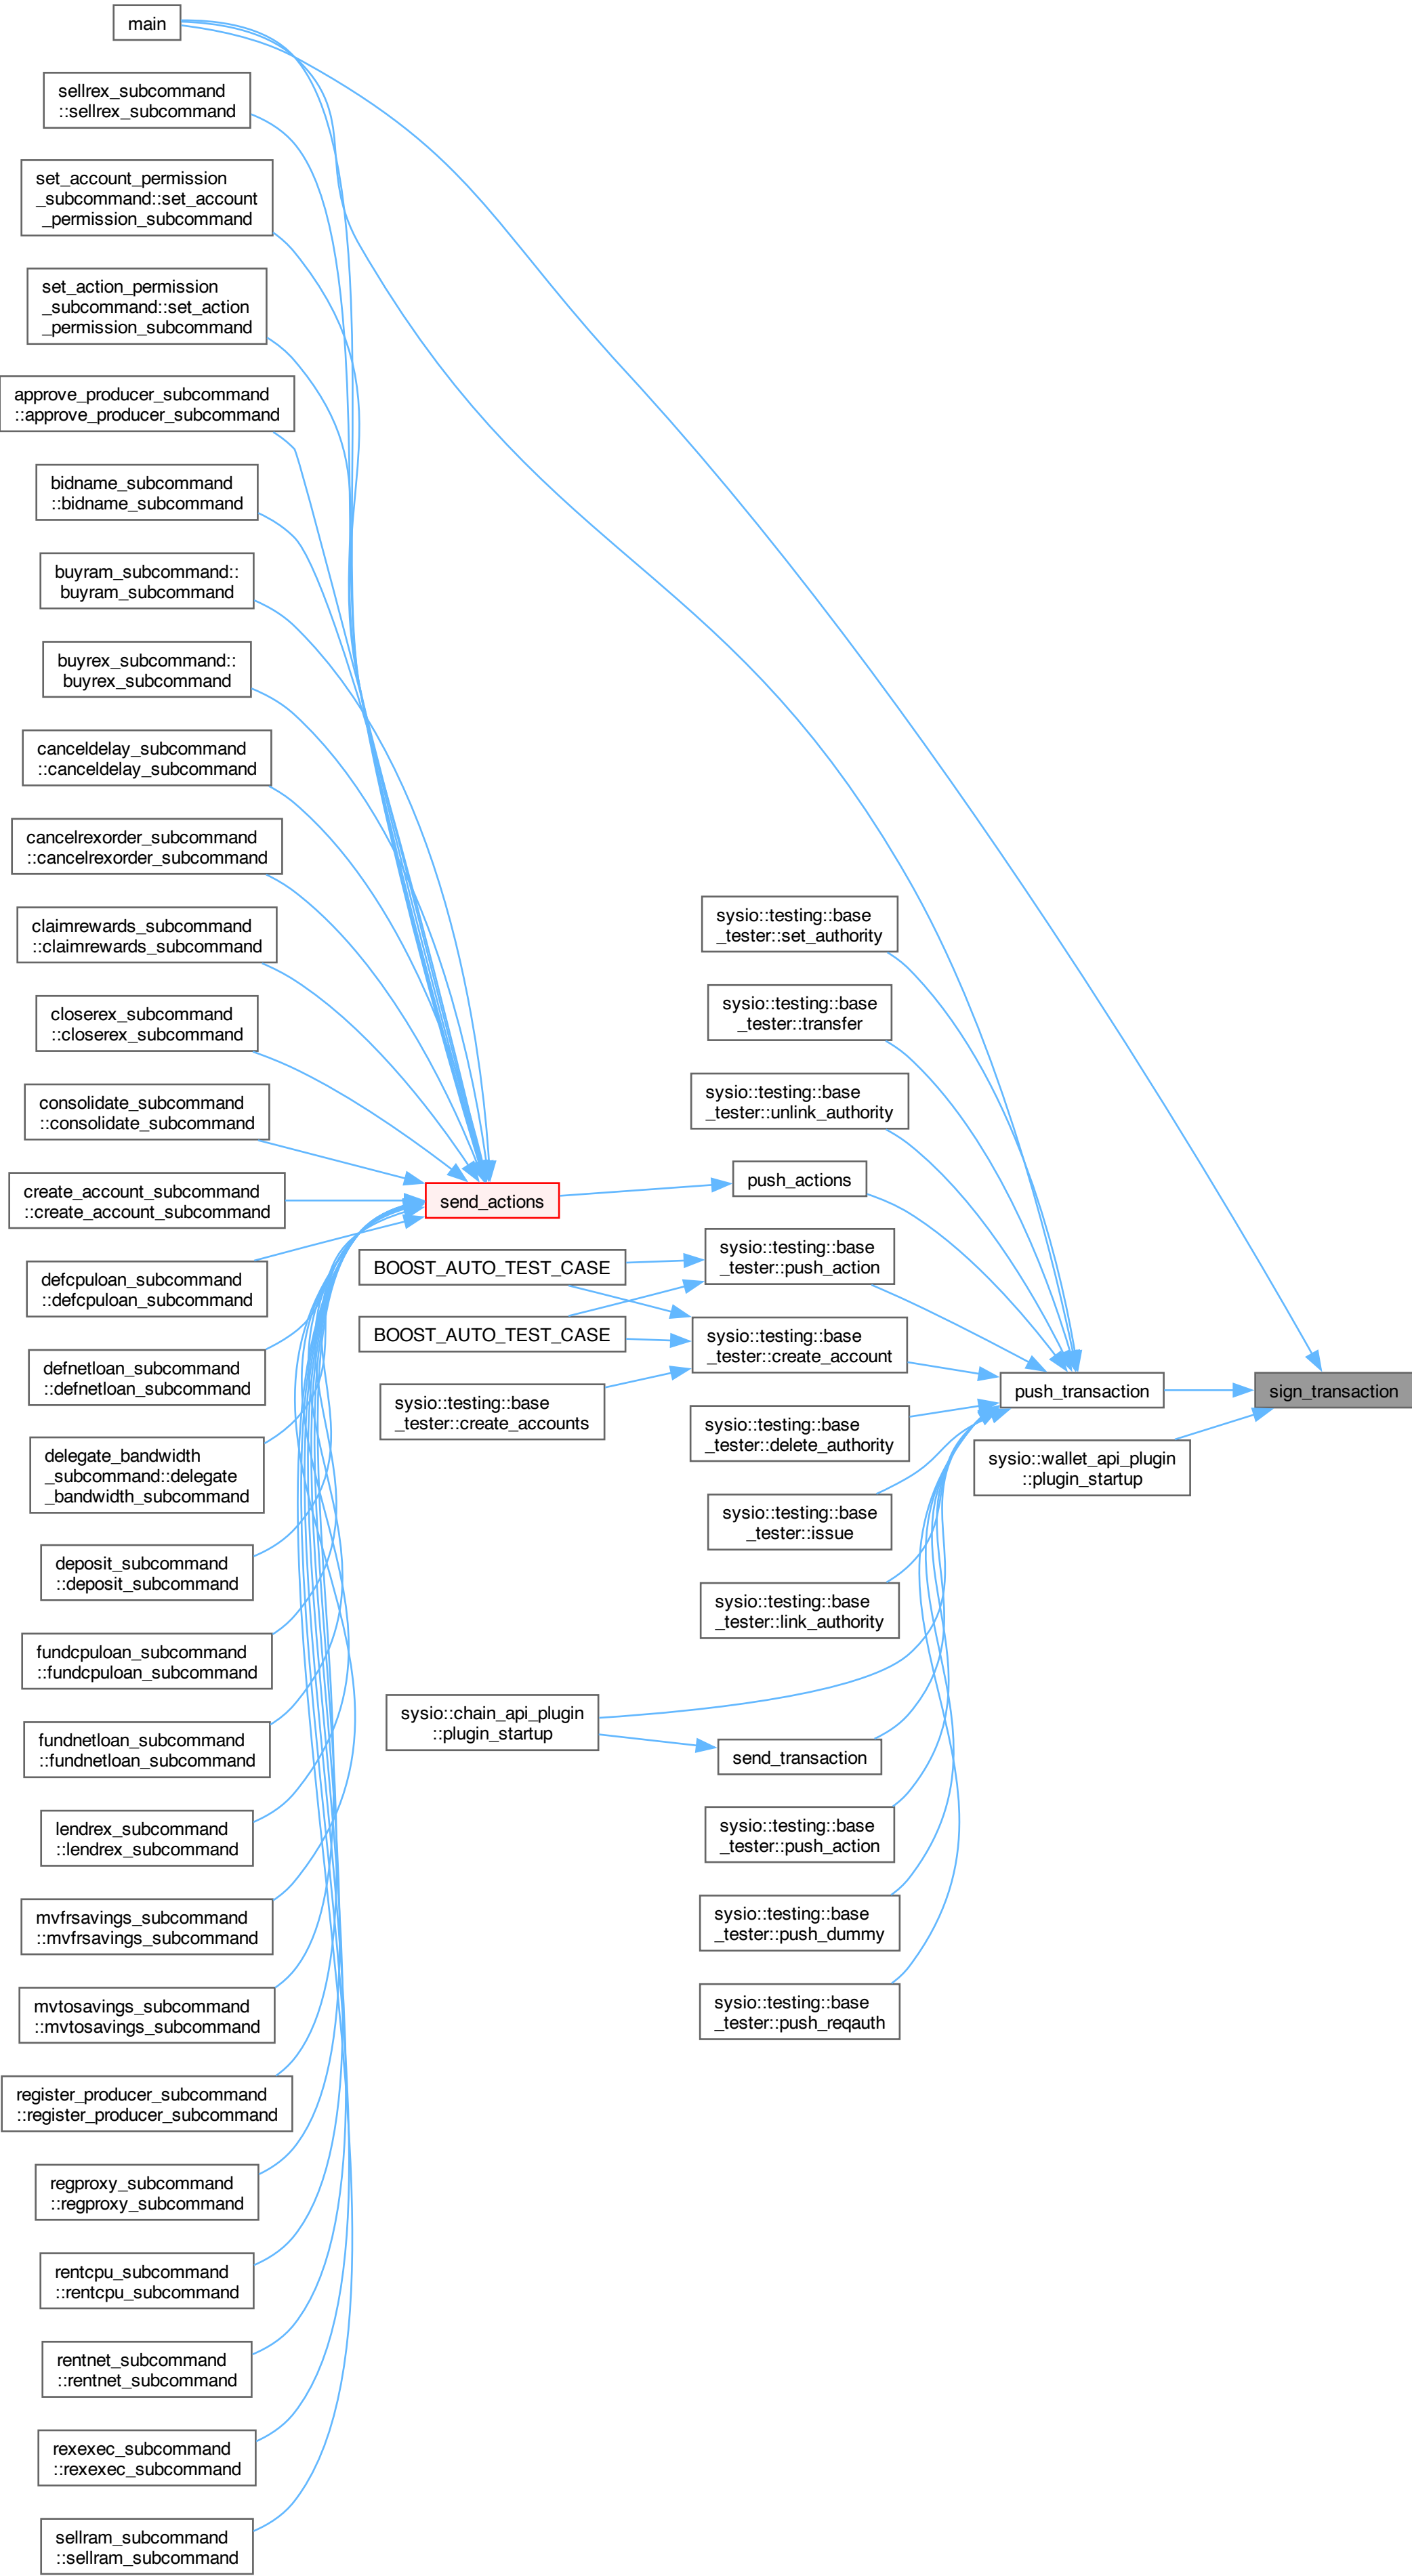 main
sellrex_subcommand
::sellrex_subcommand
set_account_permission
_subcommand::set_account
_permission_subcommand
set_action_permission
_subcommand::set_action
_permission_subcommand
approve_producer_subcommand
::approve_producer_subcommand
bidname_subcommand
::bidname_subcommand
buyram_subcommand::
buyram_subcommand
buyrex_subcommand::
buyrex_subcommand
canceldelay_subcommand
::canceldelay_subcommand
cancelrexorder_subcommand
::cancelrexorder_subcommand
claimrewards_subcommand
::claimrewards_subcommand
closerex_subcommand
::closerex_subcommand
consolidate_subcommand
::consolidate_subcommand
create_account_subcommand
::create_account_subcommand
defcpuloan_subcommand
::defcpuloan_subcommand
defnetloan_subcommand
::defnetloan_subcommand
delegate_bandwidth
_subcommand::delegate
_bandwidth_subcommand
deposit_subcommand
::deposit_subcommand
fundcpuloan_subcommand
::fundcpuloan_subcommand
fundnetloan_subcommand
::fundnetloan_subcommand
lendrex_subcommand
::lendrex_subcommand
mvfrsavings_subcommand
::mvfrsavings_subcommand
mvtosavings_subcommand
::mvtosavings_subcommand
register_producer_subcommand
::register_producer_subcommand
regproxy_subcommand
::regproxy_subcommand
rentcpu_subcommand
::rentcpu_subcommand
rentnet_subcommand
::rentnet_subcommand
rexexec_subcommand
::rexexec_subcommand
sellram_subcommand
::sellram_subcommand
send_actions
BOOST_AUTO_TEST_CASE
BOOST_AUTO_TEST_CASE
sysio::testing::base
_tester::create_accounts
sysio::chain_api_plugin
::plugin_startup
sysio::testing::base
_tester::set_authority
sysio::testing::base
_tester::transfer
sysio::testing::base
_tester::unlink_authority
push_actions
sysio::testing::base
_tester::push_action
sysio::testing::base
_tester::create_account
sysio::testing::base
_tester::delete_authority
sysio::testing::base
_tester::issue
sysio::testing::base
_tester::link_authority
send_transaction
sysio::testing::base
_tester::push_action
sysio::testing::base
_tester::push_dummy
sysio::testing::base
_tester::push_reqauth
push_transaction
sysio::wallet_api_plugin
::plugin_startup
sign_transaction